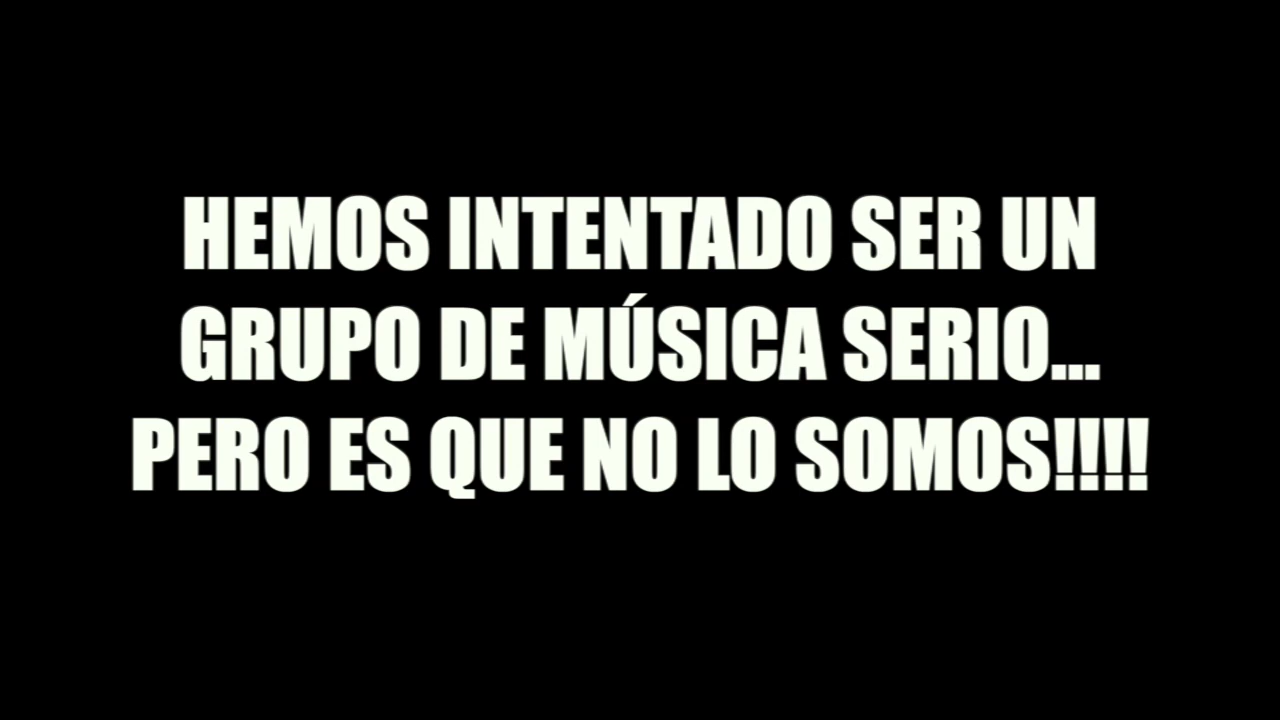 HEMOS INTENTADO SER UN
GRUPO DE MÚSICA SERIO...
PERO ES QUE NO LO SOMOS!!!!